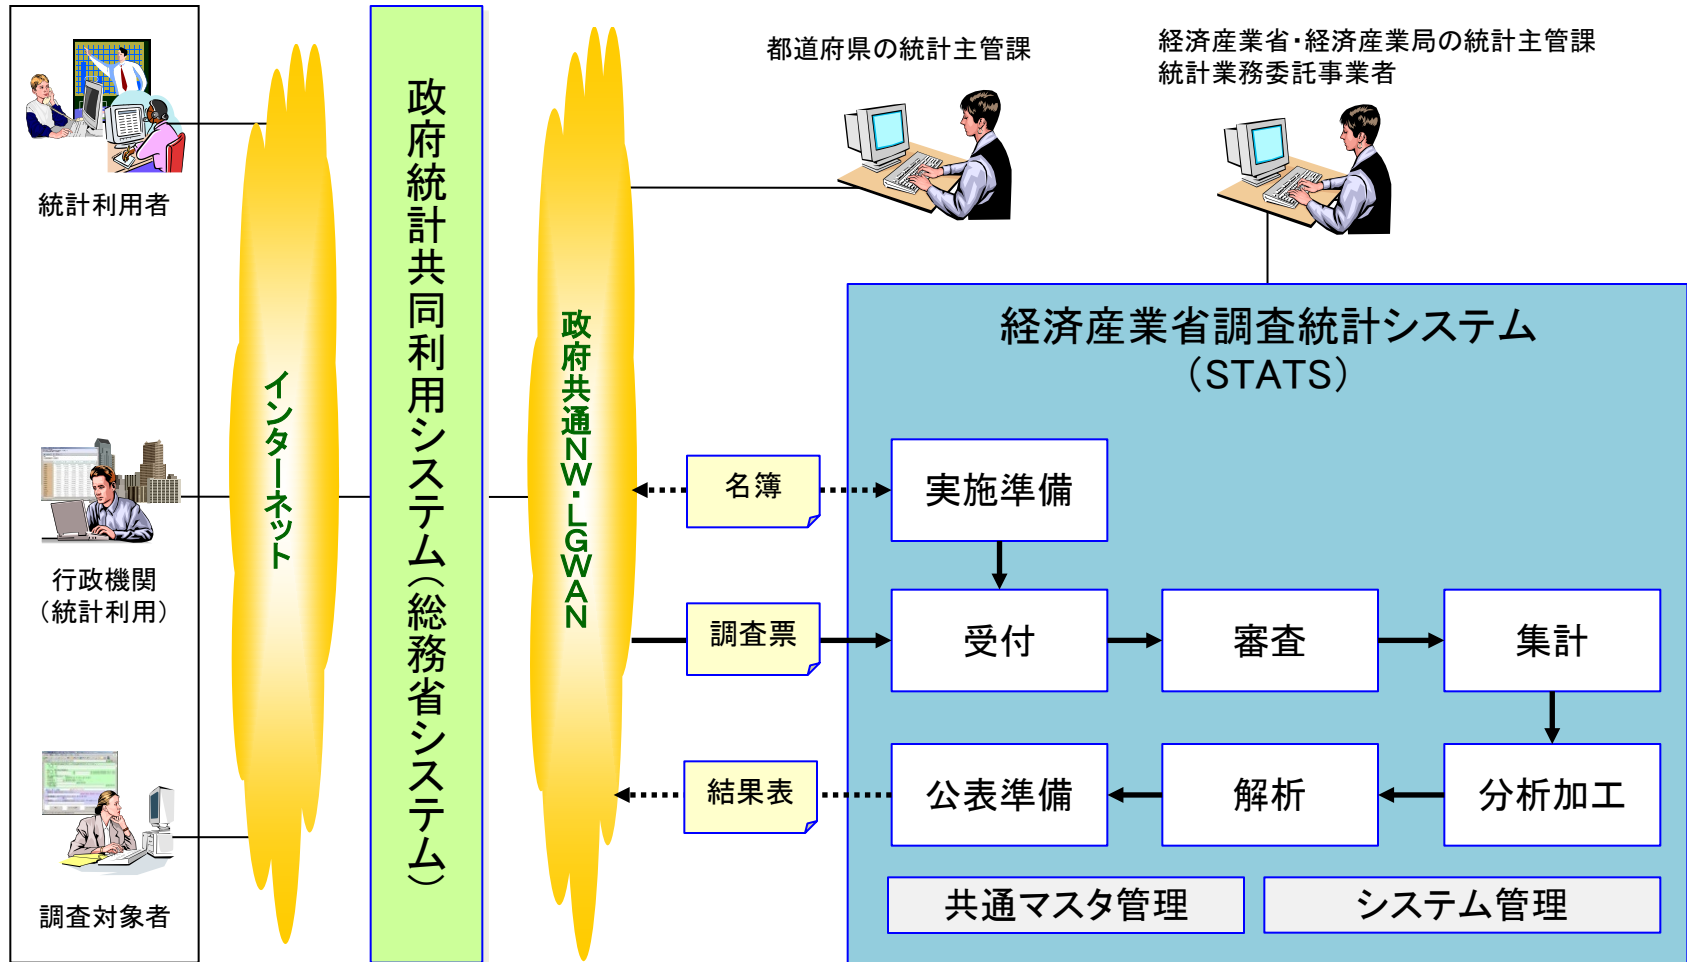 統計利用者
行政機関
（統計利用）
調査対象者
インターネット
政府統計共同利用システム（総務省システム）
政府共通ＮＷ・ＬＧＷＡＮ
都道府県の統計主管課
経済産業省・経済産業局の統計主管課
統計業務委託事業者
経済産業省調査統計システム
（STATS）
名簿
実施準備
調査票
受付
審査
集計
結果表
公表準備
解析
分析加工
共通マスタ管理
システム管理